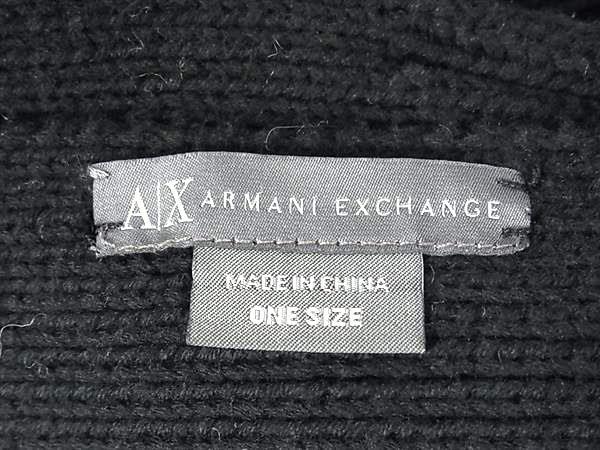 A|X ARMANI EXCHANGE
MADE IN CHINA
ONE SIZE